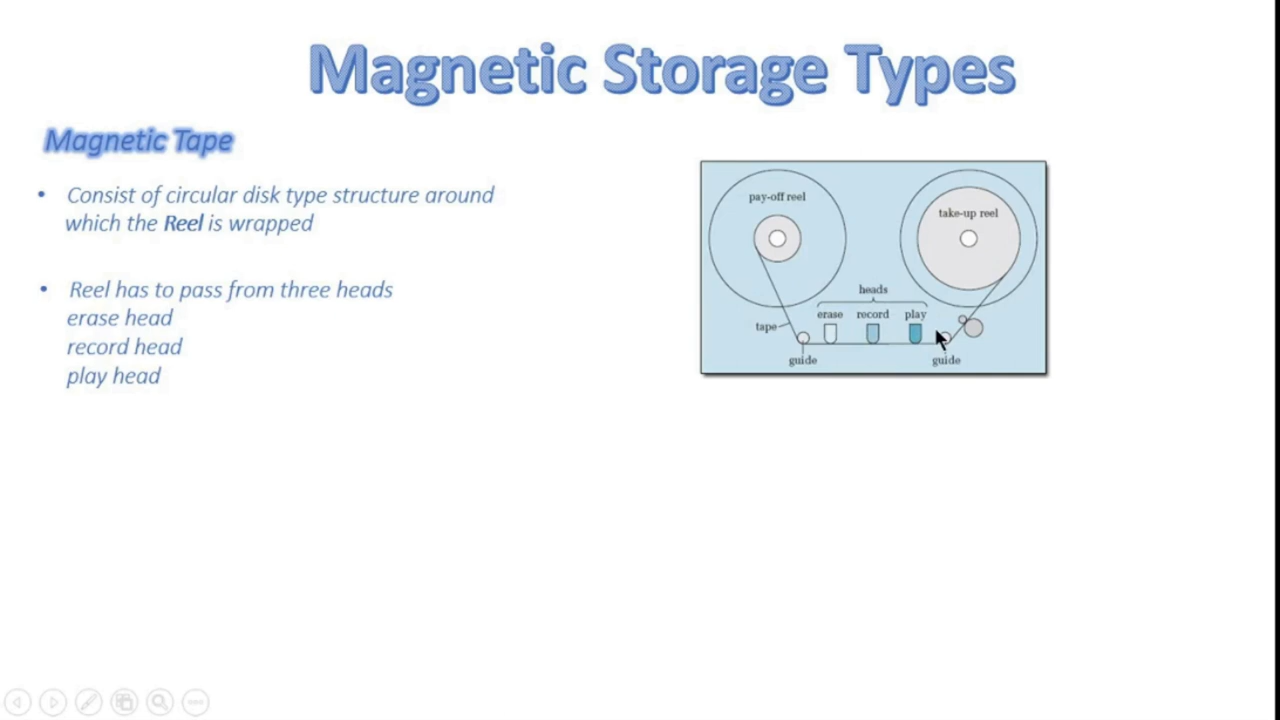 Magnetic Storage Types
Magnetic Tape
• Consist of circular disk type structure around
which the Reel is wrapped
• Reel has to pass from three heads
erase head
record head
play head
pay-off reel
take-up reel
heads
erase record play
tape
guide
guide